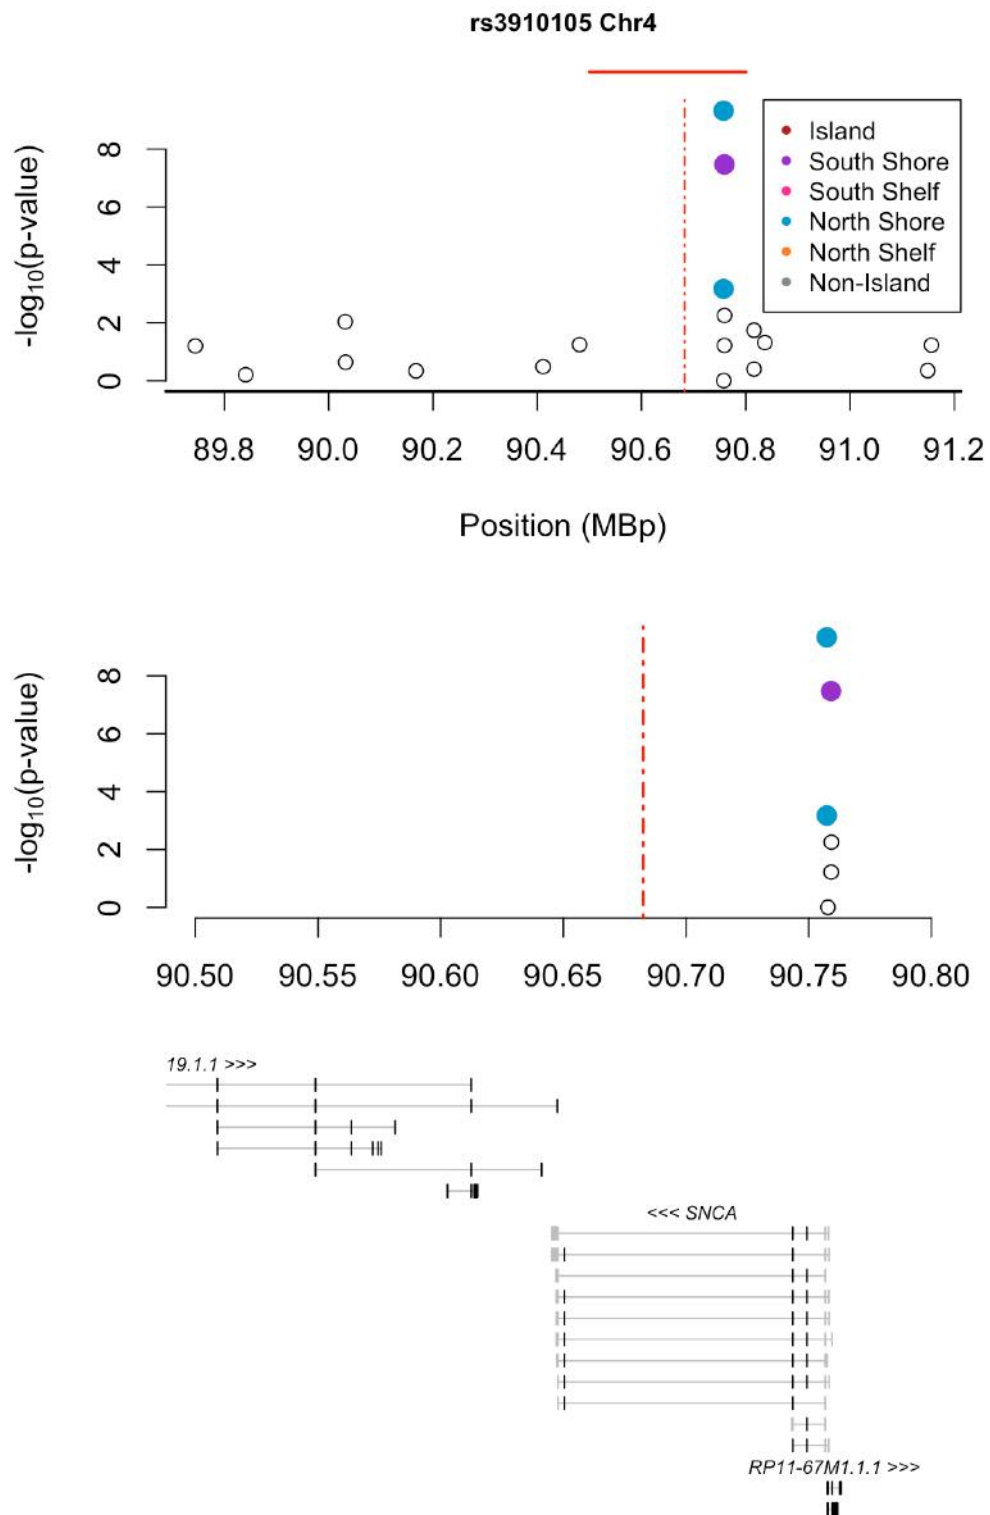 rs3910105 Chr4
-log10(p-value)
8
6
4
2
0
Island
South Shore
South Shelf
North Shore
North Shelf
Non-Island
89.8 90.0 90.2 90.4 90.6 90.8 91.0 91.2
Position (MBp)
-log10(p-value)
8
6
4
2
0
90.50 90.55 90.60 90.65 90.70 90.75 90.80
19.1.1 >>>
<<< SNCA
RP11-67M1.1.1 >>>